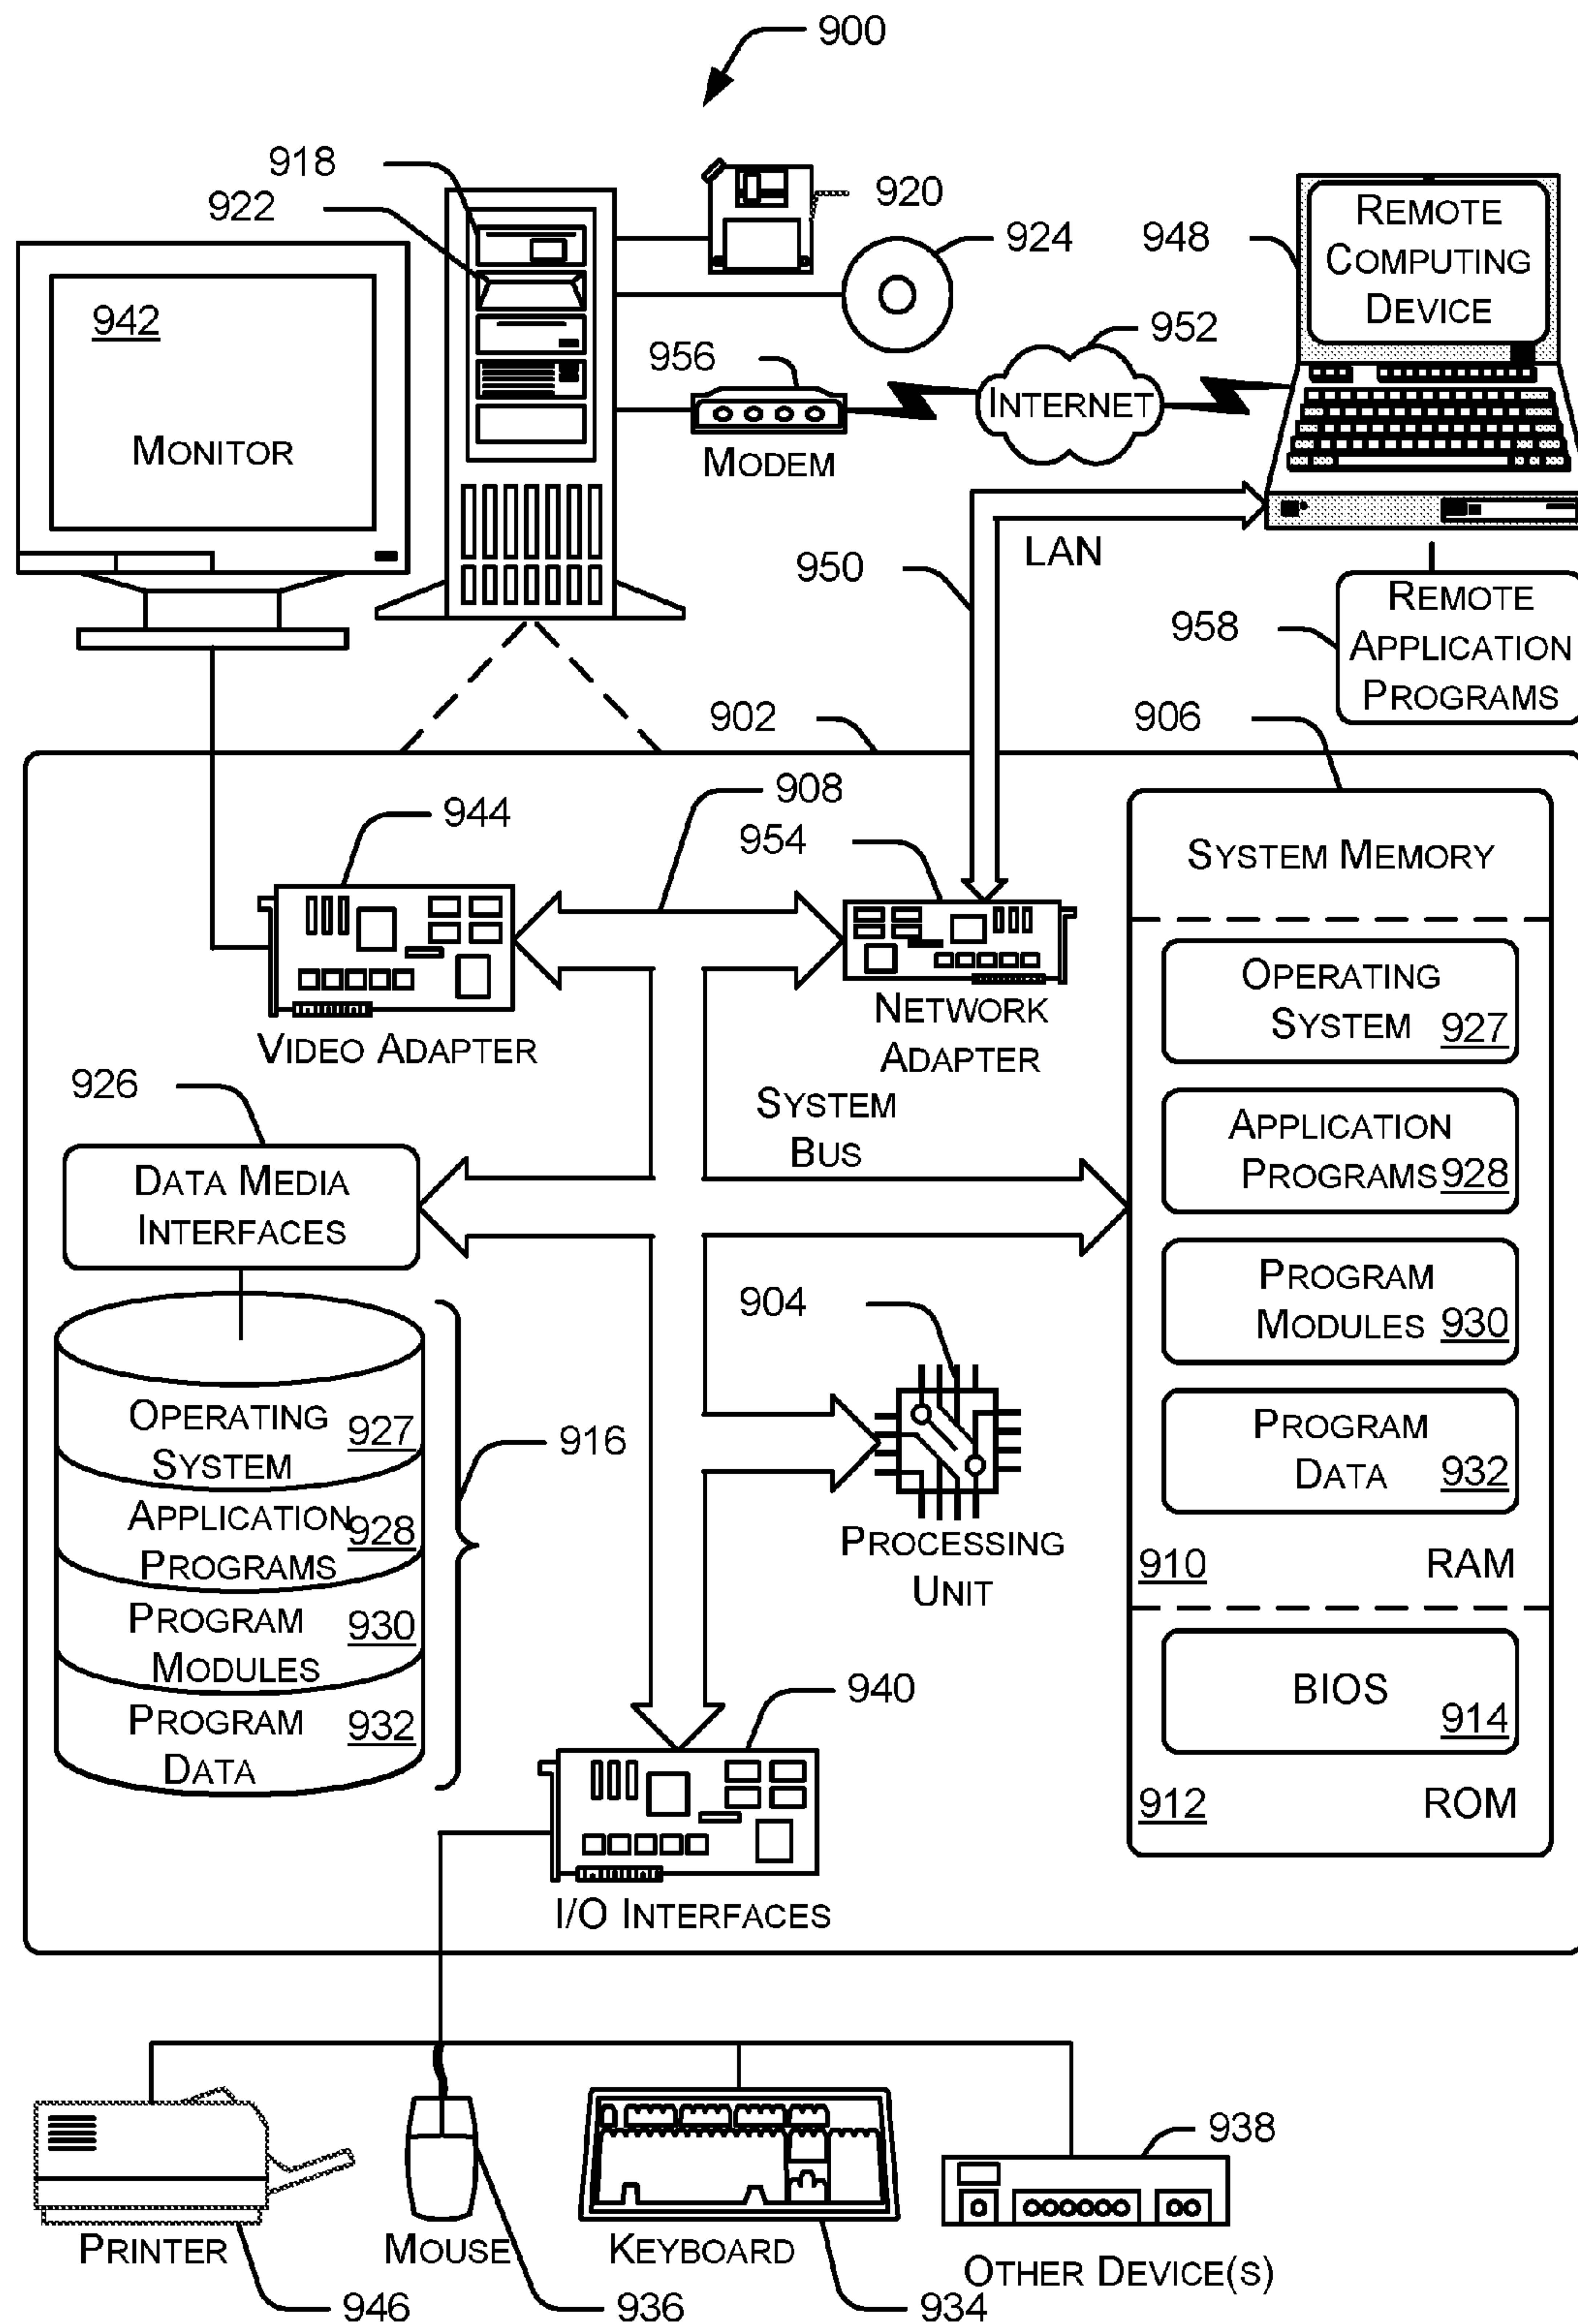 900
918
922
920
924
948
REMOTE
COMPUTING
DEVICE
942
MONITOR
956
MODEM
952
INTERNET
LAN
950
958
REMOTE
APPLICATION
PROGRAMS
902
906
908
944
954
VIDEO ADAPTER
NETWORK
ADAPTER
SYSTEM
BUS
SYSTEM MEMORY
OPERATING
SYSTEM 927
APPLICATION
PROGRAMS 928
PROGRAM
MODULES 930
PROGRAM
DATA 932
910 RAM
BIOS
914
912 ROM
926
DATA MEDIA
INTERFACES
904
PROCESSING
UNIT
OPERATING
SYSTEM 927
APPLICATION
PROGRAMS 928
PROGRAM
MODULES 930
PROGRAM
DATA 932
916
940
I/O INTERFACES
PRINTER
946
MOUSE
936
KEYBOARD
934
938
OTHER DEVICE(S)